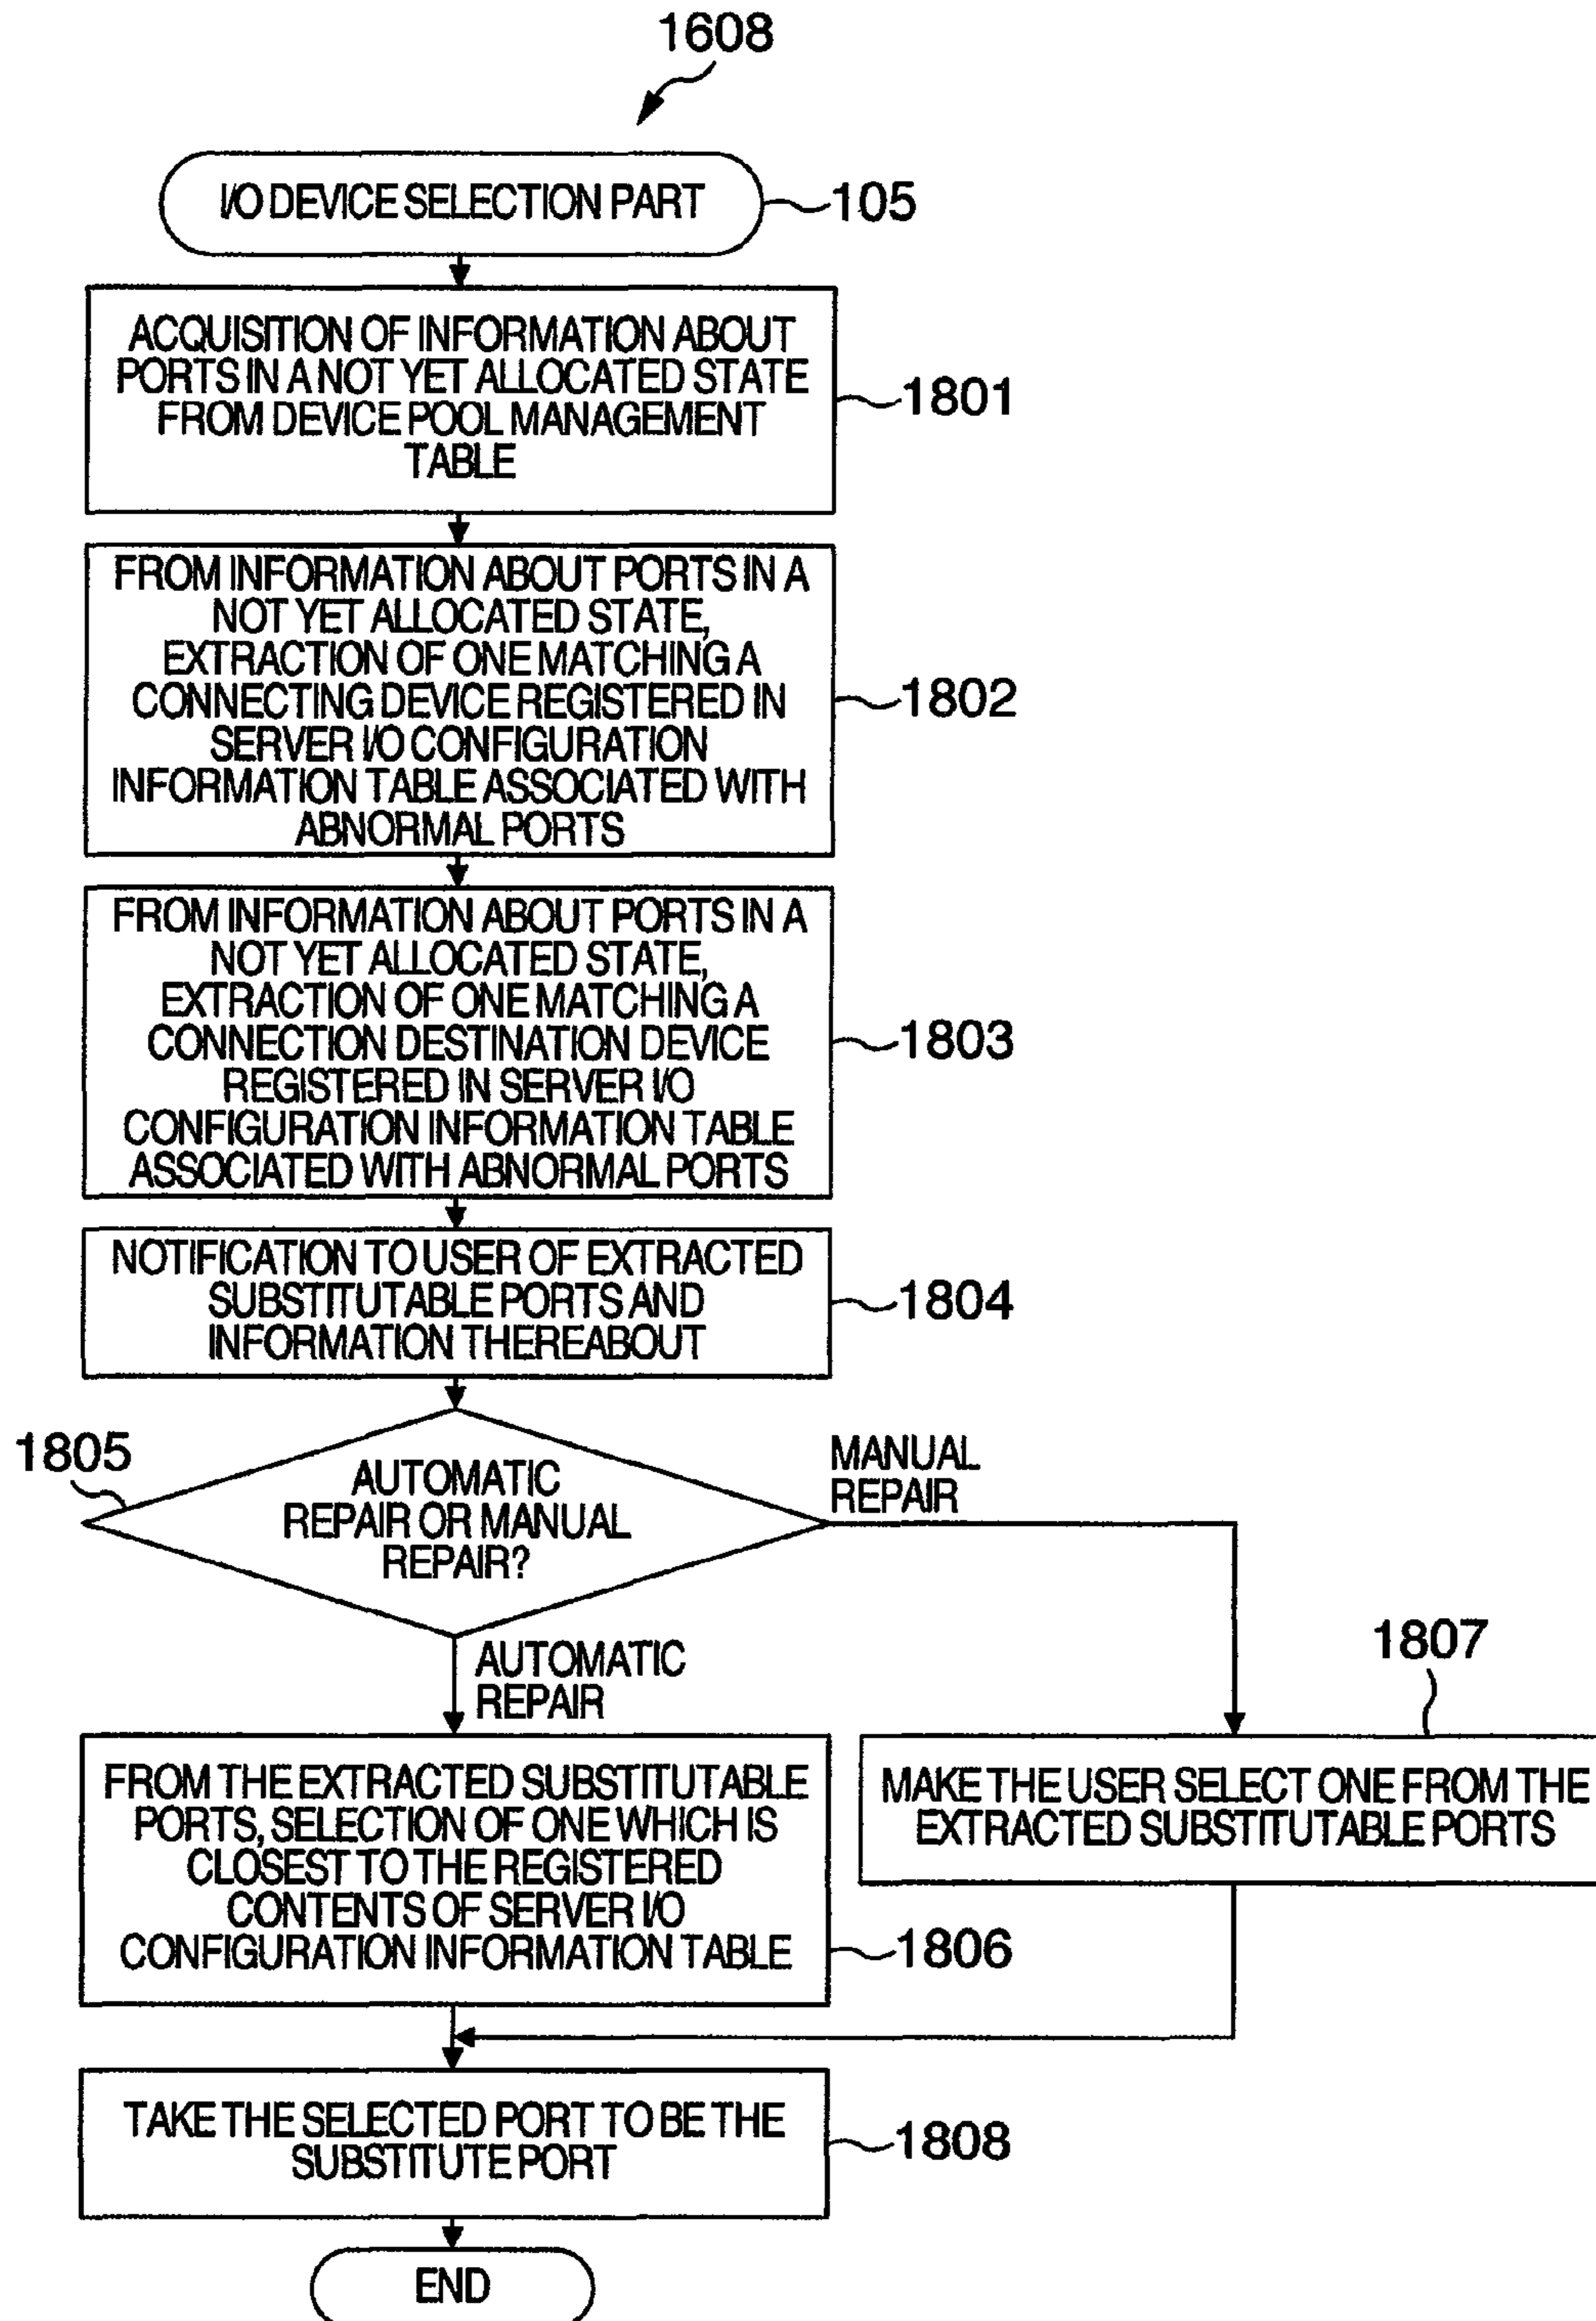 1608
I/O DEVICE SELECTION PART
105
ACQUISITION OF INFORMATION ABOUT
PORTS IN A NOT YET ALLOCATED STATE
FROM DEVICE POOL MANAGEMENT
TABLE
1801
FROM INFORMATION ABOUT PORTS IN A
NOT YET ALLOCATED STATE,
EXTRACTION OF ONE MATCHING A
CONNECTING DEVICE REGISTERED IN
SERVER I/O CONFIGURATION
INFORMATION TABLE ASSOCIATED WITH
ABNORMAL PORTS
1802
FROM INFORMATION ABOUT PORTS IN A
NOT YET ALLOCATED STATE,
EXTRACTION OF ONE MATCHING A
CONNECTION DESTINATION DEVICE
REGISTERED IN SERVER I/O
CONFIGURATION INFORMATION TABLE
ASSOCIATED WITH ABNORMAL PORTS
1803
NOTIFICATION TO USER OF EXTRACTED
SUBSTITUTABLE PORTS AND
INFORMATION THEREABOUT
1804
1805
AUTOMATIC
REPAIR OR MANUAL
REPAIR?
MANUAL
REPAIR
AUTOMATIC
REPAIR
1807
FROM THE EXTRACTED SUBSTITUTABLE
PORTS, SELECTION OF ONE WHICH IS
CLOSEST TO THE REGISTERED
CONTENTS OF SERVER I/O
CONFIGURATION INFORMATION TABLE
1806
MAKE THE USER SELECT ONE FROM THE
EXTRACTED SUBSTITUTABLE PORTS
TAKE THE SELECTED PORT TO BE THE
SUBSTITUTE PORT
1808
END